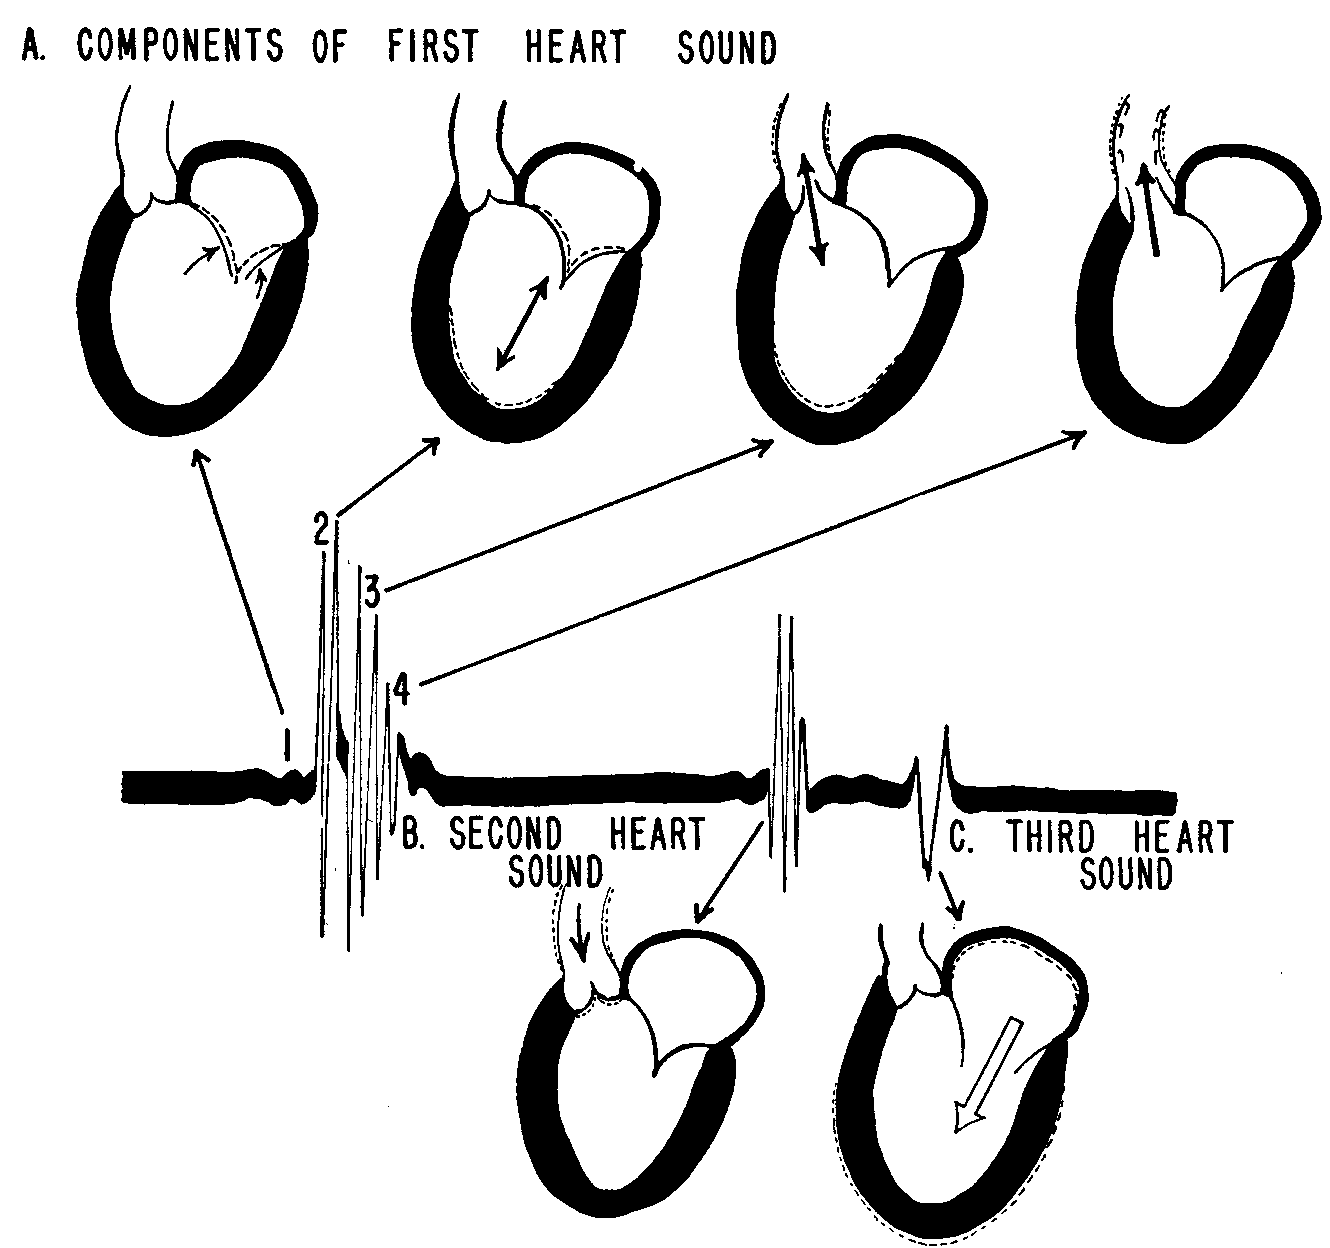 A. COMPONENTS OF FIRST HEART SOUND
2
3
4
1
B. SECOND HEART
SOUND
C. THIRD HEART
SOUND